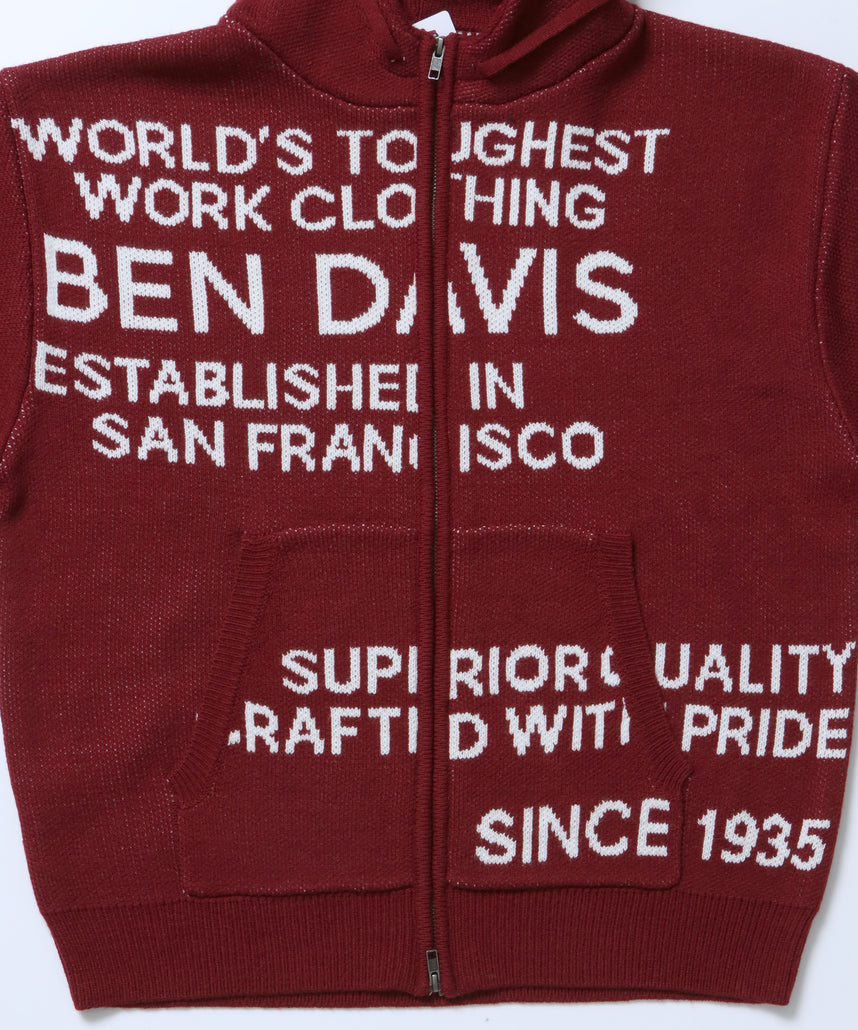 WORLD'S TOUGHEST
WORK CLOTHING
BEN DAVIS
ESTABLISHED IN
SAN FRANCISCO
SUPERIOR QUALITY
CRAFTED WITH PRIDE
SINCE 1935